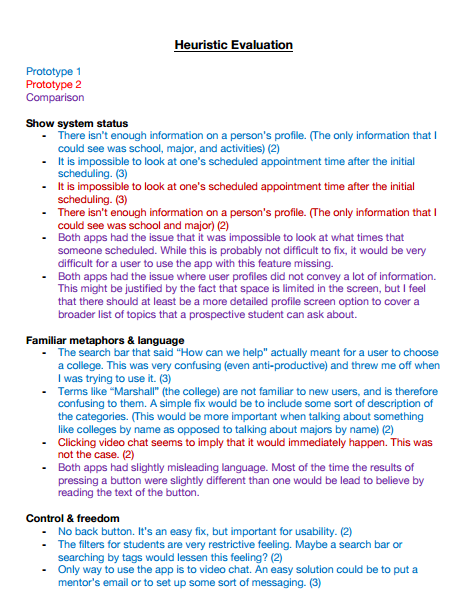 Heuristic Evaluation
Prototype 1
Prototype 2
Comparison
Show system status
- There isn't enough information on a person's profile. (The only information that I
could see was school, major, and activities) (2)
- It is impossible to look at one's scheduled appointment time after the initial
scheduling. (3)
- It is impossible to look at one's scheduled appointment time after the initial
scheduling. (3)
- There isn't enough information on a person's profile. (The only information that I
could see was school and major) (2)
- Both apps had the issue that it was impossible to look at what times that
someone scheduled. While this is probably not difficult to fix, it would be very
difficult for a user to use the app with this feature missing.
- Both apps had the issue where user profiles did not convey a lot of information.
This might be justified by the fact that space is limited in the screen, but I feel
that there should at least be a more detailed profile screen option to cover a
broader list of topics that a prospective student can ask about.
Familiar metaphors & language
- The search bar that said "How can we help" actually meant for a user to choose
a college. This was very confusing (even anti-productive) and threw me off when
I was trying to use it. (3)
- Terms like "Marshall" (the college) are not familiar to new users, and is therefore
confusing to them. A simple fix would be to include some sort of description of
the categories. (This would be more important when talking about something
like colleges by name as opposed to talking about majors by name) (2)
- Clicking video chat seems to imply that it would immediately happen. This was
not the case. (2)
- Both apps had slightly misleading language. Most of the time the results of
pressing a button were slightly different than one would be lead to believe by
reading the text of the button.
Control & freedom
- No back button. It's an easy fix, but important for usability. (2)
- The filters for students are very restrictive feeling. Maybe a search bar or
searching by tags would lessen this feeling? (2)
- Only way to use the app is to video chat. An easy solution could be to put a
mentor's email or to set up some sort of messaging. (3)